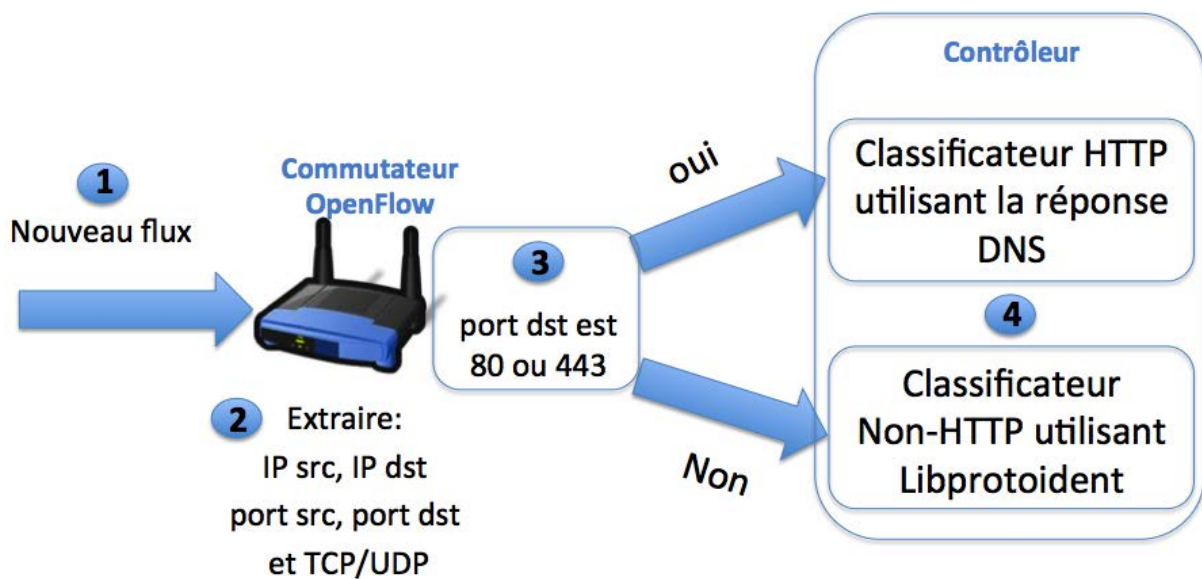 1
Nouveau flux
Commutateur
OpenFlow
2 Extraire:
IP src, IP dst
port src, port dst
et TCP/UDP
3
port dst est
80 ou 443
oui
Non
Contrôleur
Classificateur HTTP
utilisant la réponse
DNS
4
Classificateur
Non-HTTP utilisant
Libprotoident